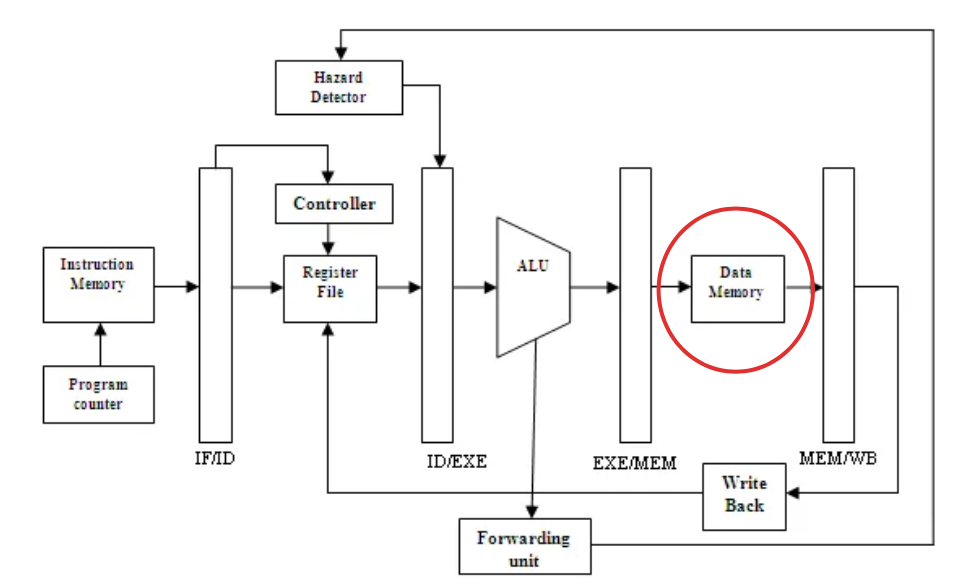 Hazard
Detector
Controller
Instruction
Memory
Register
File
ALU
Data
Memory
Program
counter
IF/ID
ID/EXE
EXE/MEM
MEM/WB
Write
Back
Forwarding
unit